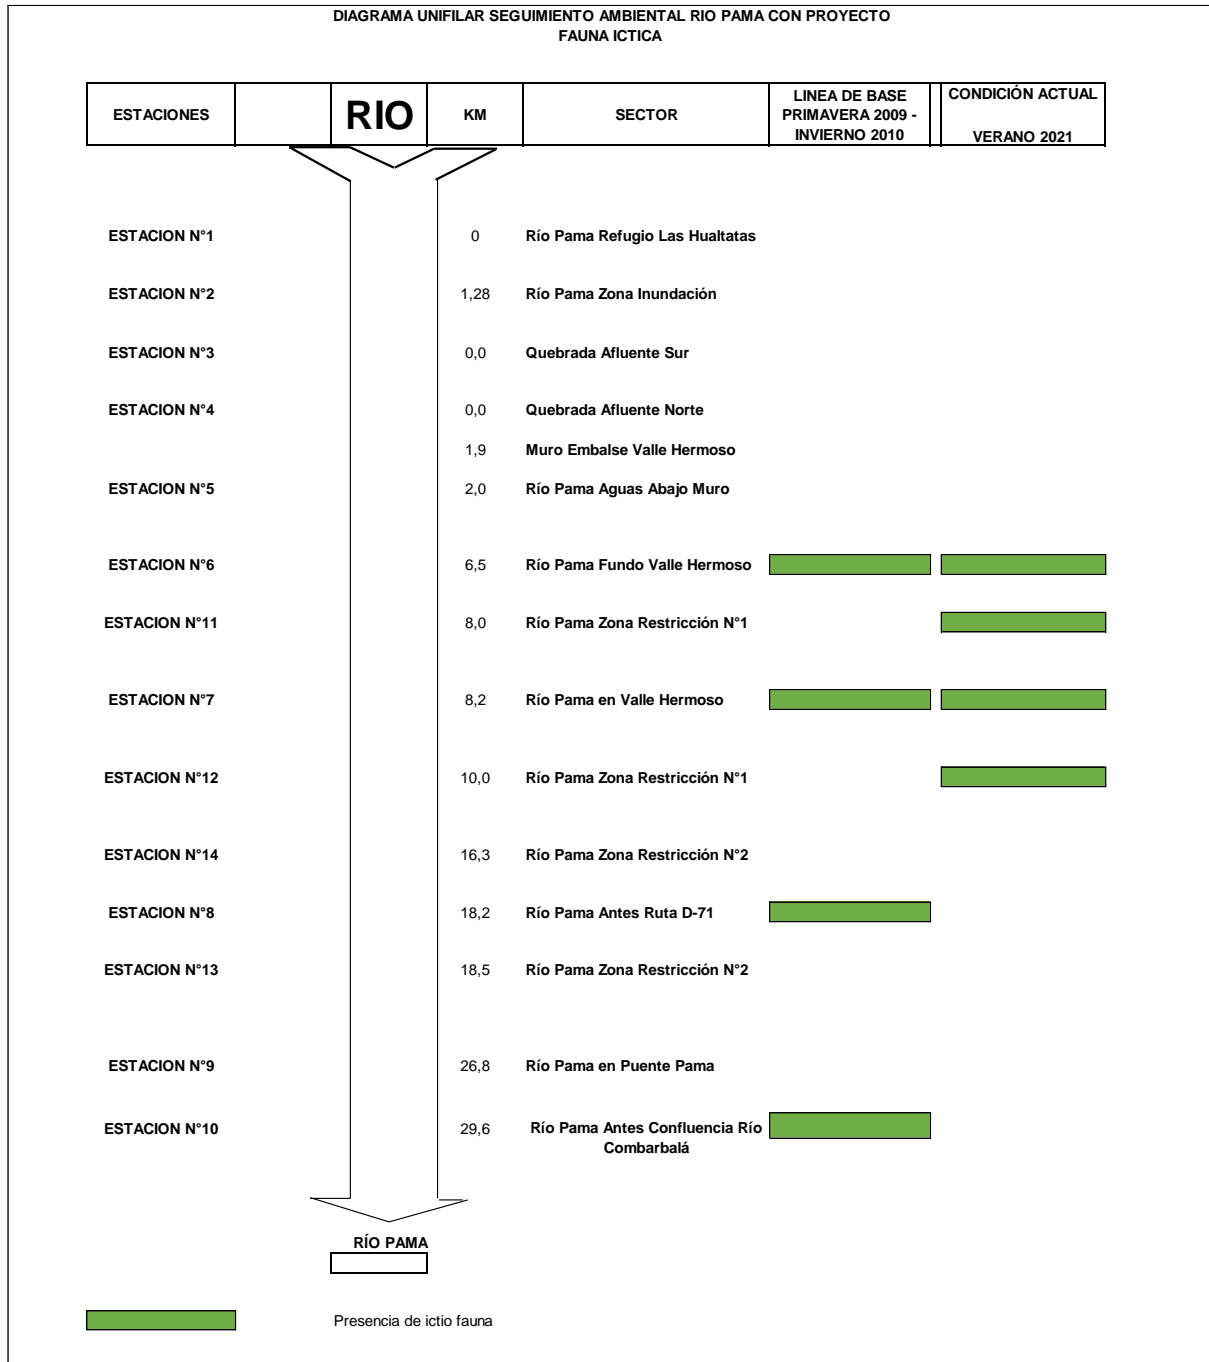 DIAGRAMA UNIFILAR SEGUIMIENTO AMBIENTAL RIO PAMA CON PROYECTO
FAUNA ICTICA
ESTACIONES
RIO
KM
SECTOR
LINEA DE BASE
PRIMAVERA 2009 -
INVIERNO 2010
CONDICIÓN ACTUAL
VERANO 2021
ESTACION N°1 0 Río Pama Refugio Las Hualtatas
ESTACION N°2 1,28 Río Pama Zona Inundación
ESTACION N°3 0,0 Quebrada Afluente Sur
ESTACION N°4 0,0 Quebrada Afluente Norte
1,9 Muro Embalse Valle Hermoso
ESTACION N°5 2,0 Río Pama Aguas Abajo Muro
ESTACION N°6 6,5 Río Pama Fundo Valle Hermoso
ESTACION N°11 8,0 Río Pama Zona Restricción N°1
ESTACION N°7 8,2 Río Pama en Valle Hermoso
ESTACION N°12 10,0 Río Pama Zona Restricción N°1
ESTACION N°14 16,3 Río Pama Zona Restricción N°2
ESTACION N°8 18,2 Río Pama Antes Ruta D-71
ESTACION N°13 18,5 Río Pama Zona Restricción N°2
ESTACION N°9 26,8 Río Pama en Puente Pama
ESTACION N°10 29,6 Río Pama Antes Confluencia Río
Combarbalá
RÍO PAMA
Presencia de ictio fauna